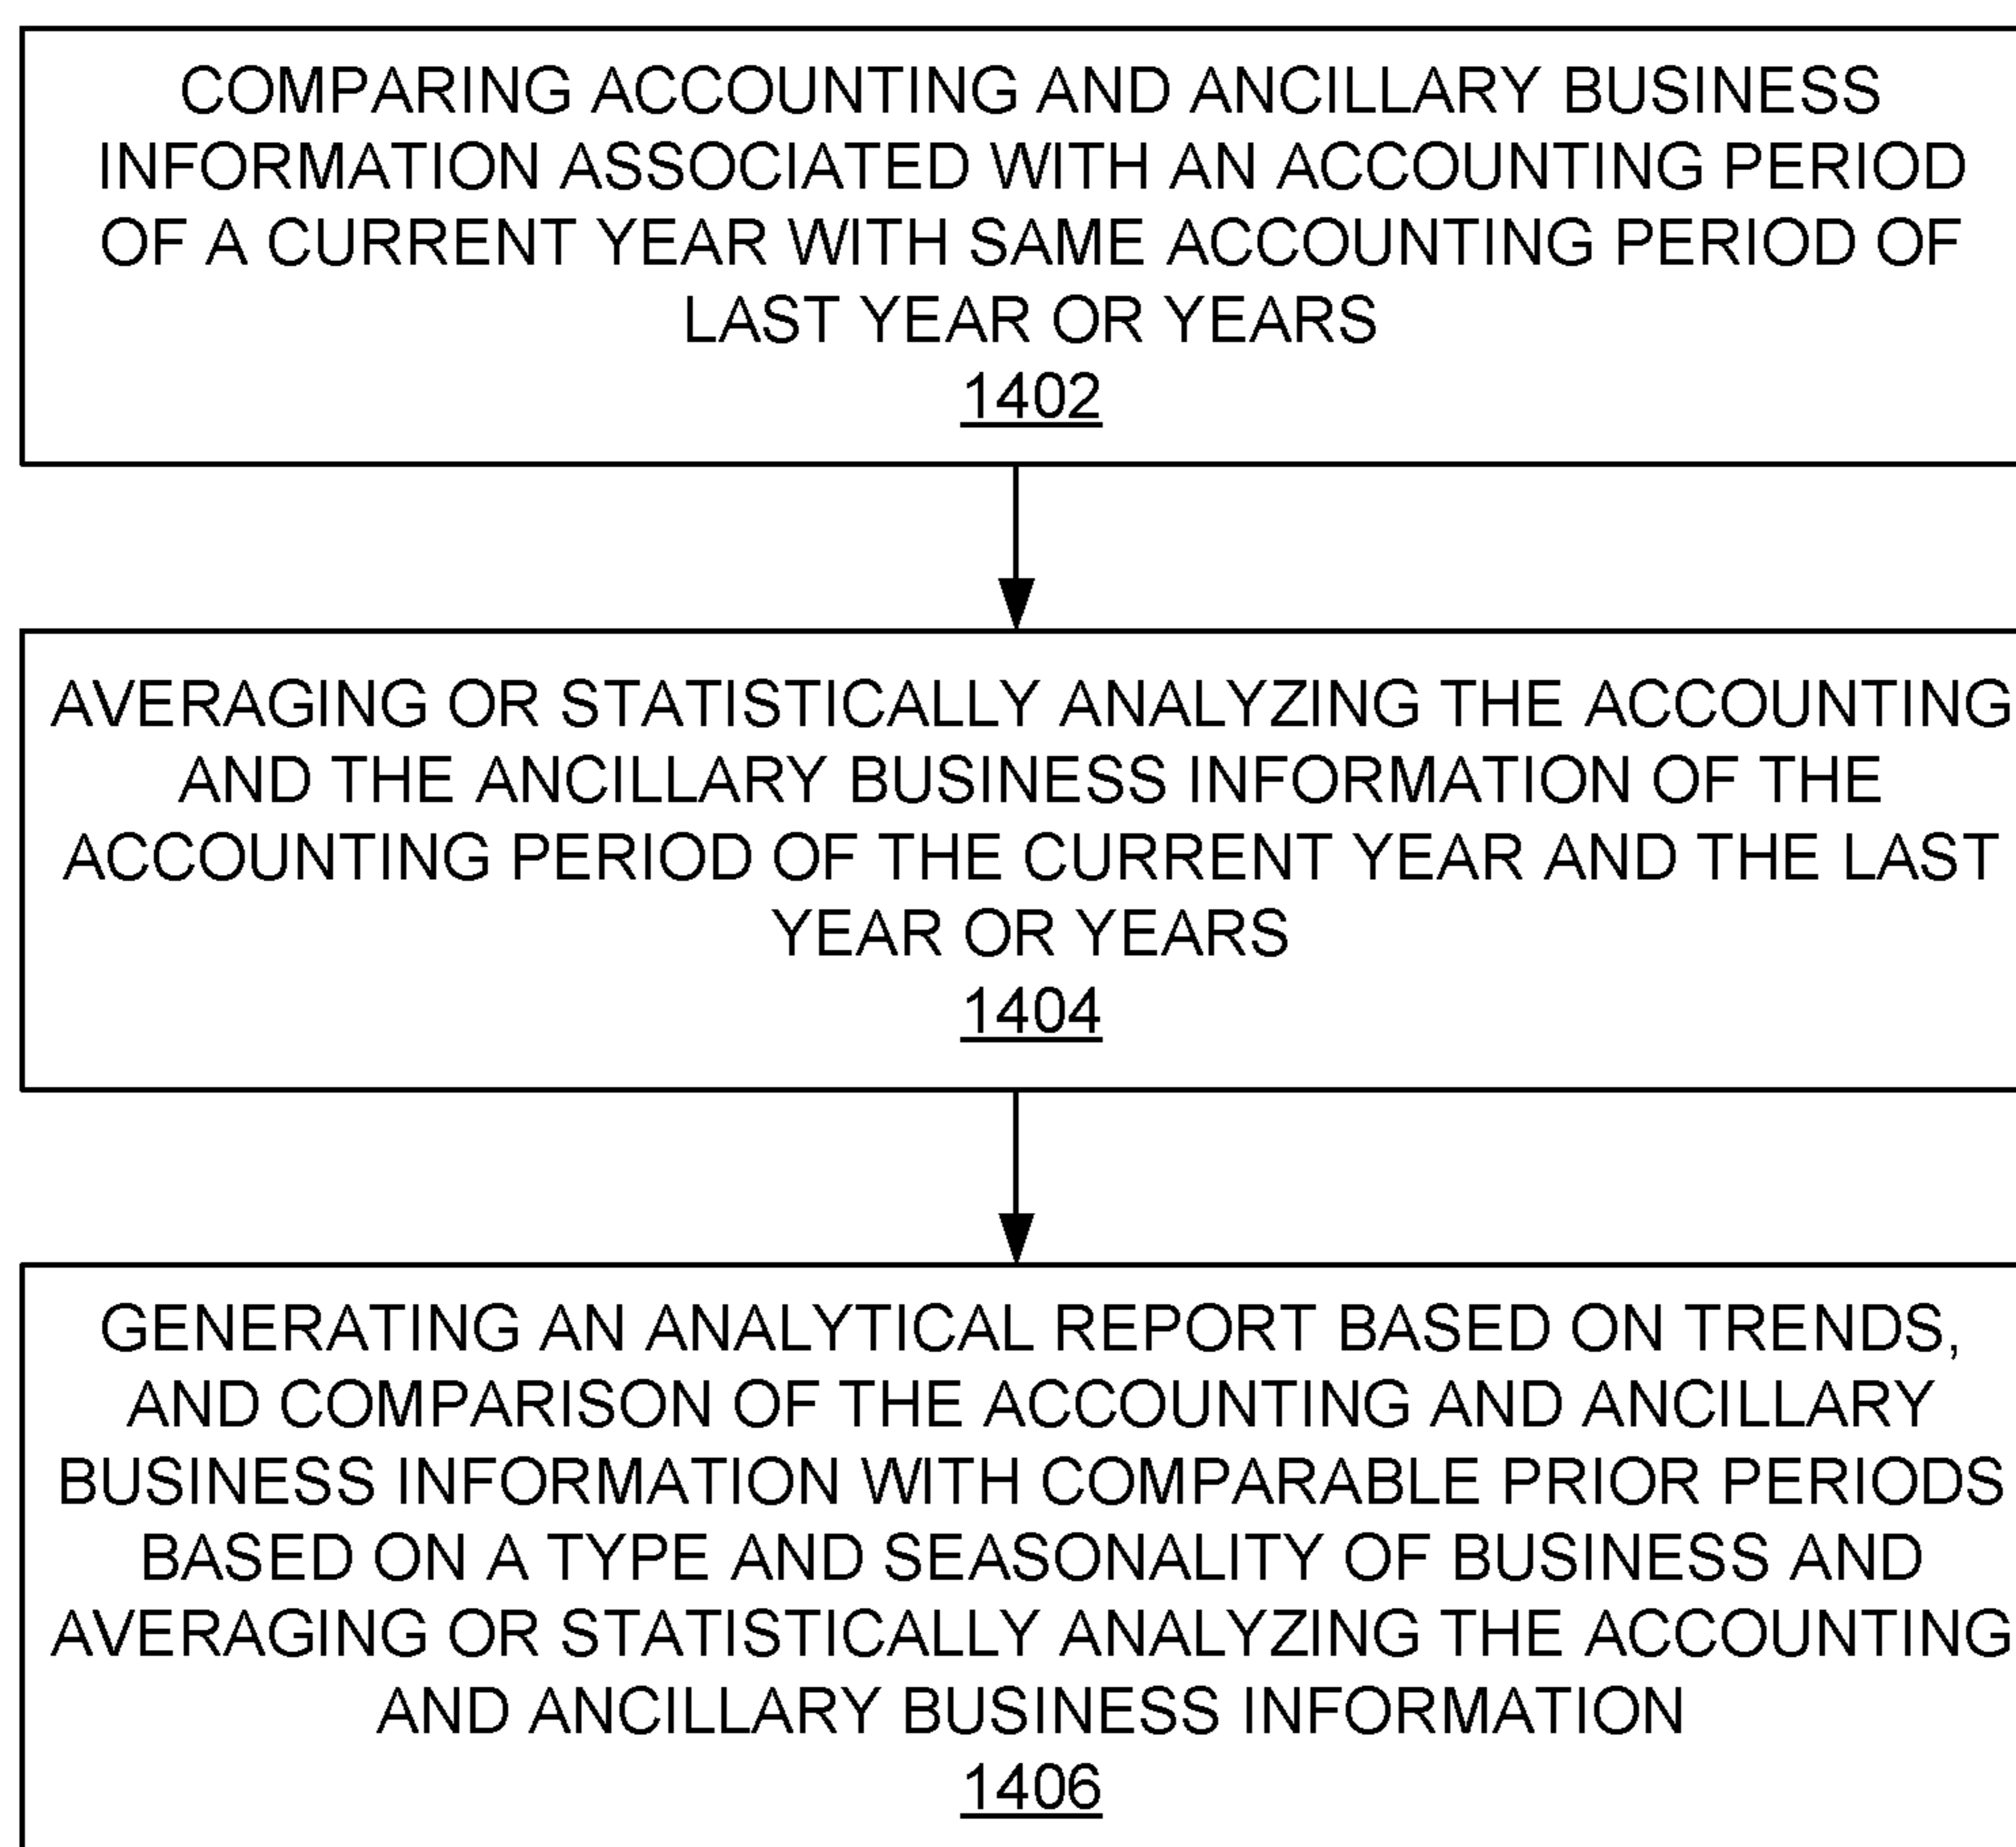 COMPARING ACCOUNTING AND ANCILLARY BUSINESS
INFORMATION ASSOCIATED WITH AN ACCOUNTING PERIOD
OF A CURRENT YEAR WITH SAME ACCOUNTING PERIOD OF
LAST YEAR OR YEARS
1402
AVERAGING OR STATISTICALLY ANALYZING THE ACCOUNTING
AND THE ANCILLARY BUSINESS INFORMATION OF THE
ACCOUNTING PERIOD OF THE CURRENT YEAR AND THE LAST
YEAR OR YEARS
1404
GENERATING AN ANALYTICAL REPORT BASED ON TRENDS,
AND COMPARISON OF THE ACCOUNTING AND ANCILLARY
BUSINESS INFORMATION WITH COMPARABLE PRIOR PERIODS
BASED ON A TYPE AND SEASONALITY OF BUSINESS AND
AVERAGING OR STATISTICALLY ANALYZING THE ACCOUNTING
AND ANCILLARY BUSINESS INFORMATION
1406